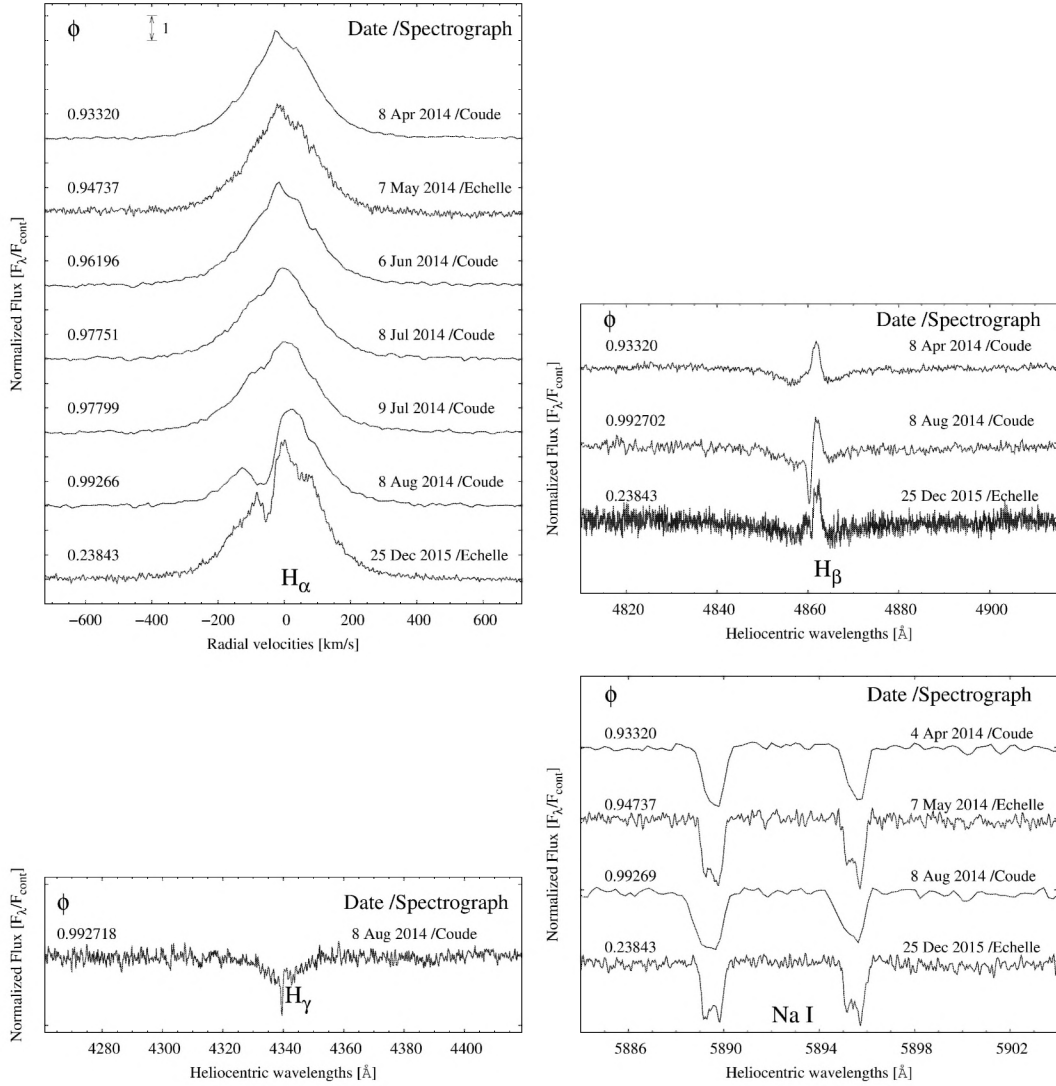 ϕ 1 Date /Spectrograph
0.93320 8 Apr 2014 /Coude
0.94737 7 May 2014 /Echelle
0.96196 6 Jun 2014 /Coude
0.97751 8 Jul 2014 /Coude
0.97799 9 Jul 2014 /Coude
0.99266 8 Aug 2014 /Coude
0.23843 25 Dec 2015 /Echelle
Hα
Normalized Flux [Fλ/Fcont]
−600 −400 −200 0 200 400 600
Radial velocities [km/s]
ϕ Date /Spectrograph
0.93320 8 Apr 2014 /Coude
0.992702 8 Aug 2014 /Coude
0.23843 25 Dec 2015 /Echelle
Hβ
Normalized Flux [Fλ/Fcont]
4820 4840 4860 4880 4900
Heliocentric wavelengths [Å]
ϕ Date /Spectrograph
0.992718 8 Aug 2014 /Coude
Hγ
Normalized Flux [Fλ/Fcont]
4280 4300 4320 4340 4360 4380 4400
Heliocentric wavelengths [Å]
ϕ Date /Spectrograph
0.93320 4 Apr 2014 /Coude
0.94737 7 May 2014 /Echelle
0.99269 8 Aug 2014 /Coude
0.23843 25 Dec 2015 /Echelle
Na I
Normalized Flux [Fλ/Fcont]
5886 5890 5894 5898 5902
Heliocentric wavelengths [Å]